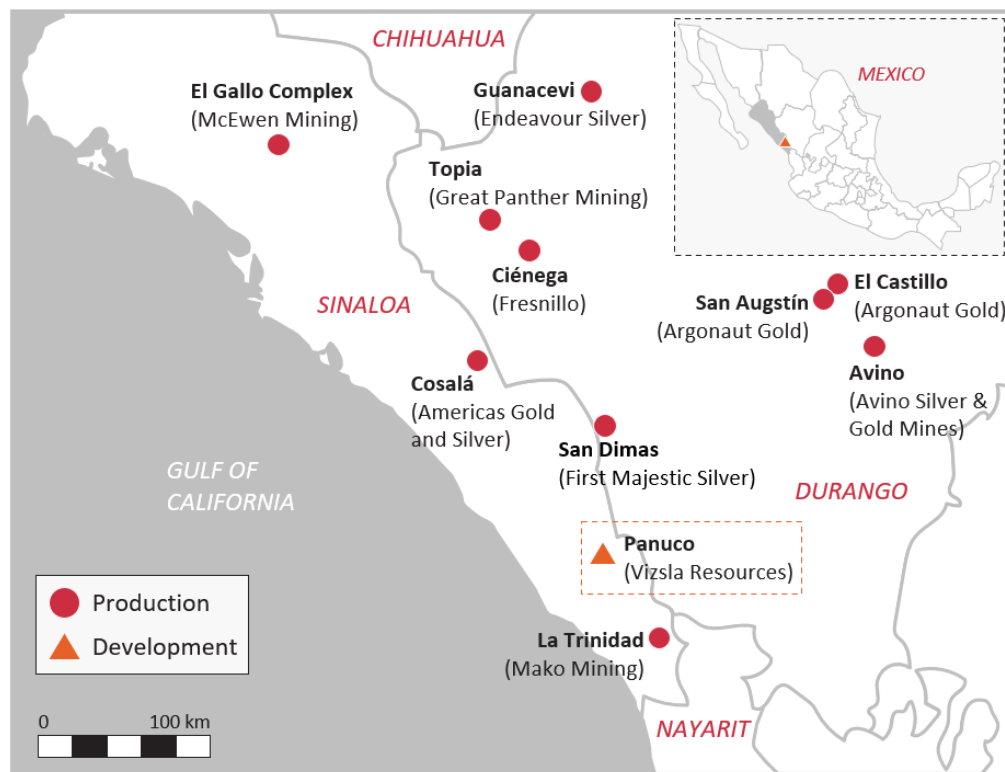 CHIHUAHUA
MEXICO
El Gallo Complex
(McEwen Mining)
Guanacevi
(Endeavour Silver)
Topia
(Great Panther Mining)
Ciénega
(Fresnillo)
SINALOA
El Castillo
(Argonaut Gold)
San Augstín
(Argonaut Gold)
Avino
(Avino Silver &
Gold Mines)
Cosalá
(Americas Gold
and Silver)
San Dimas
(First Majestic Silver)
GULF OF
CALIFORNIA
DURANGO
Panuco
(Vizsla Resources)
Production
Development
La Trinidad
(Mako Mining)
NAYARIT
0 100 km